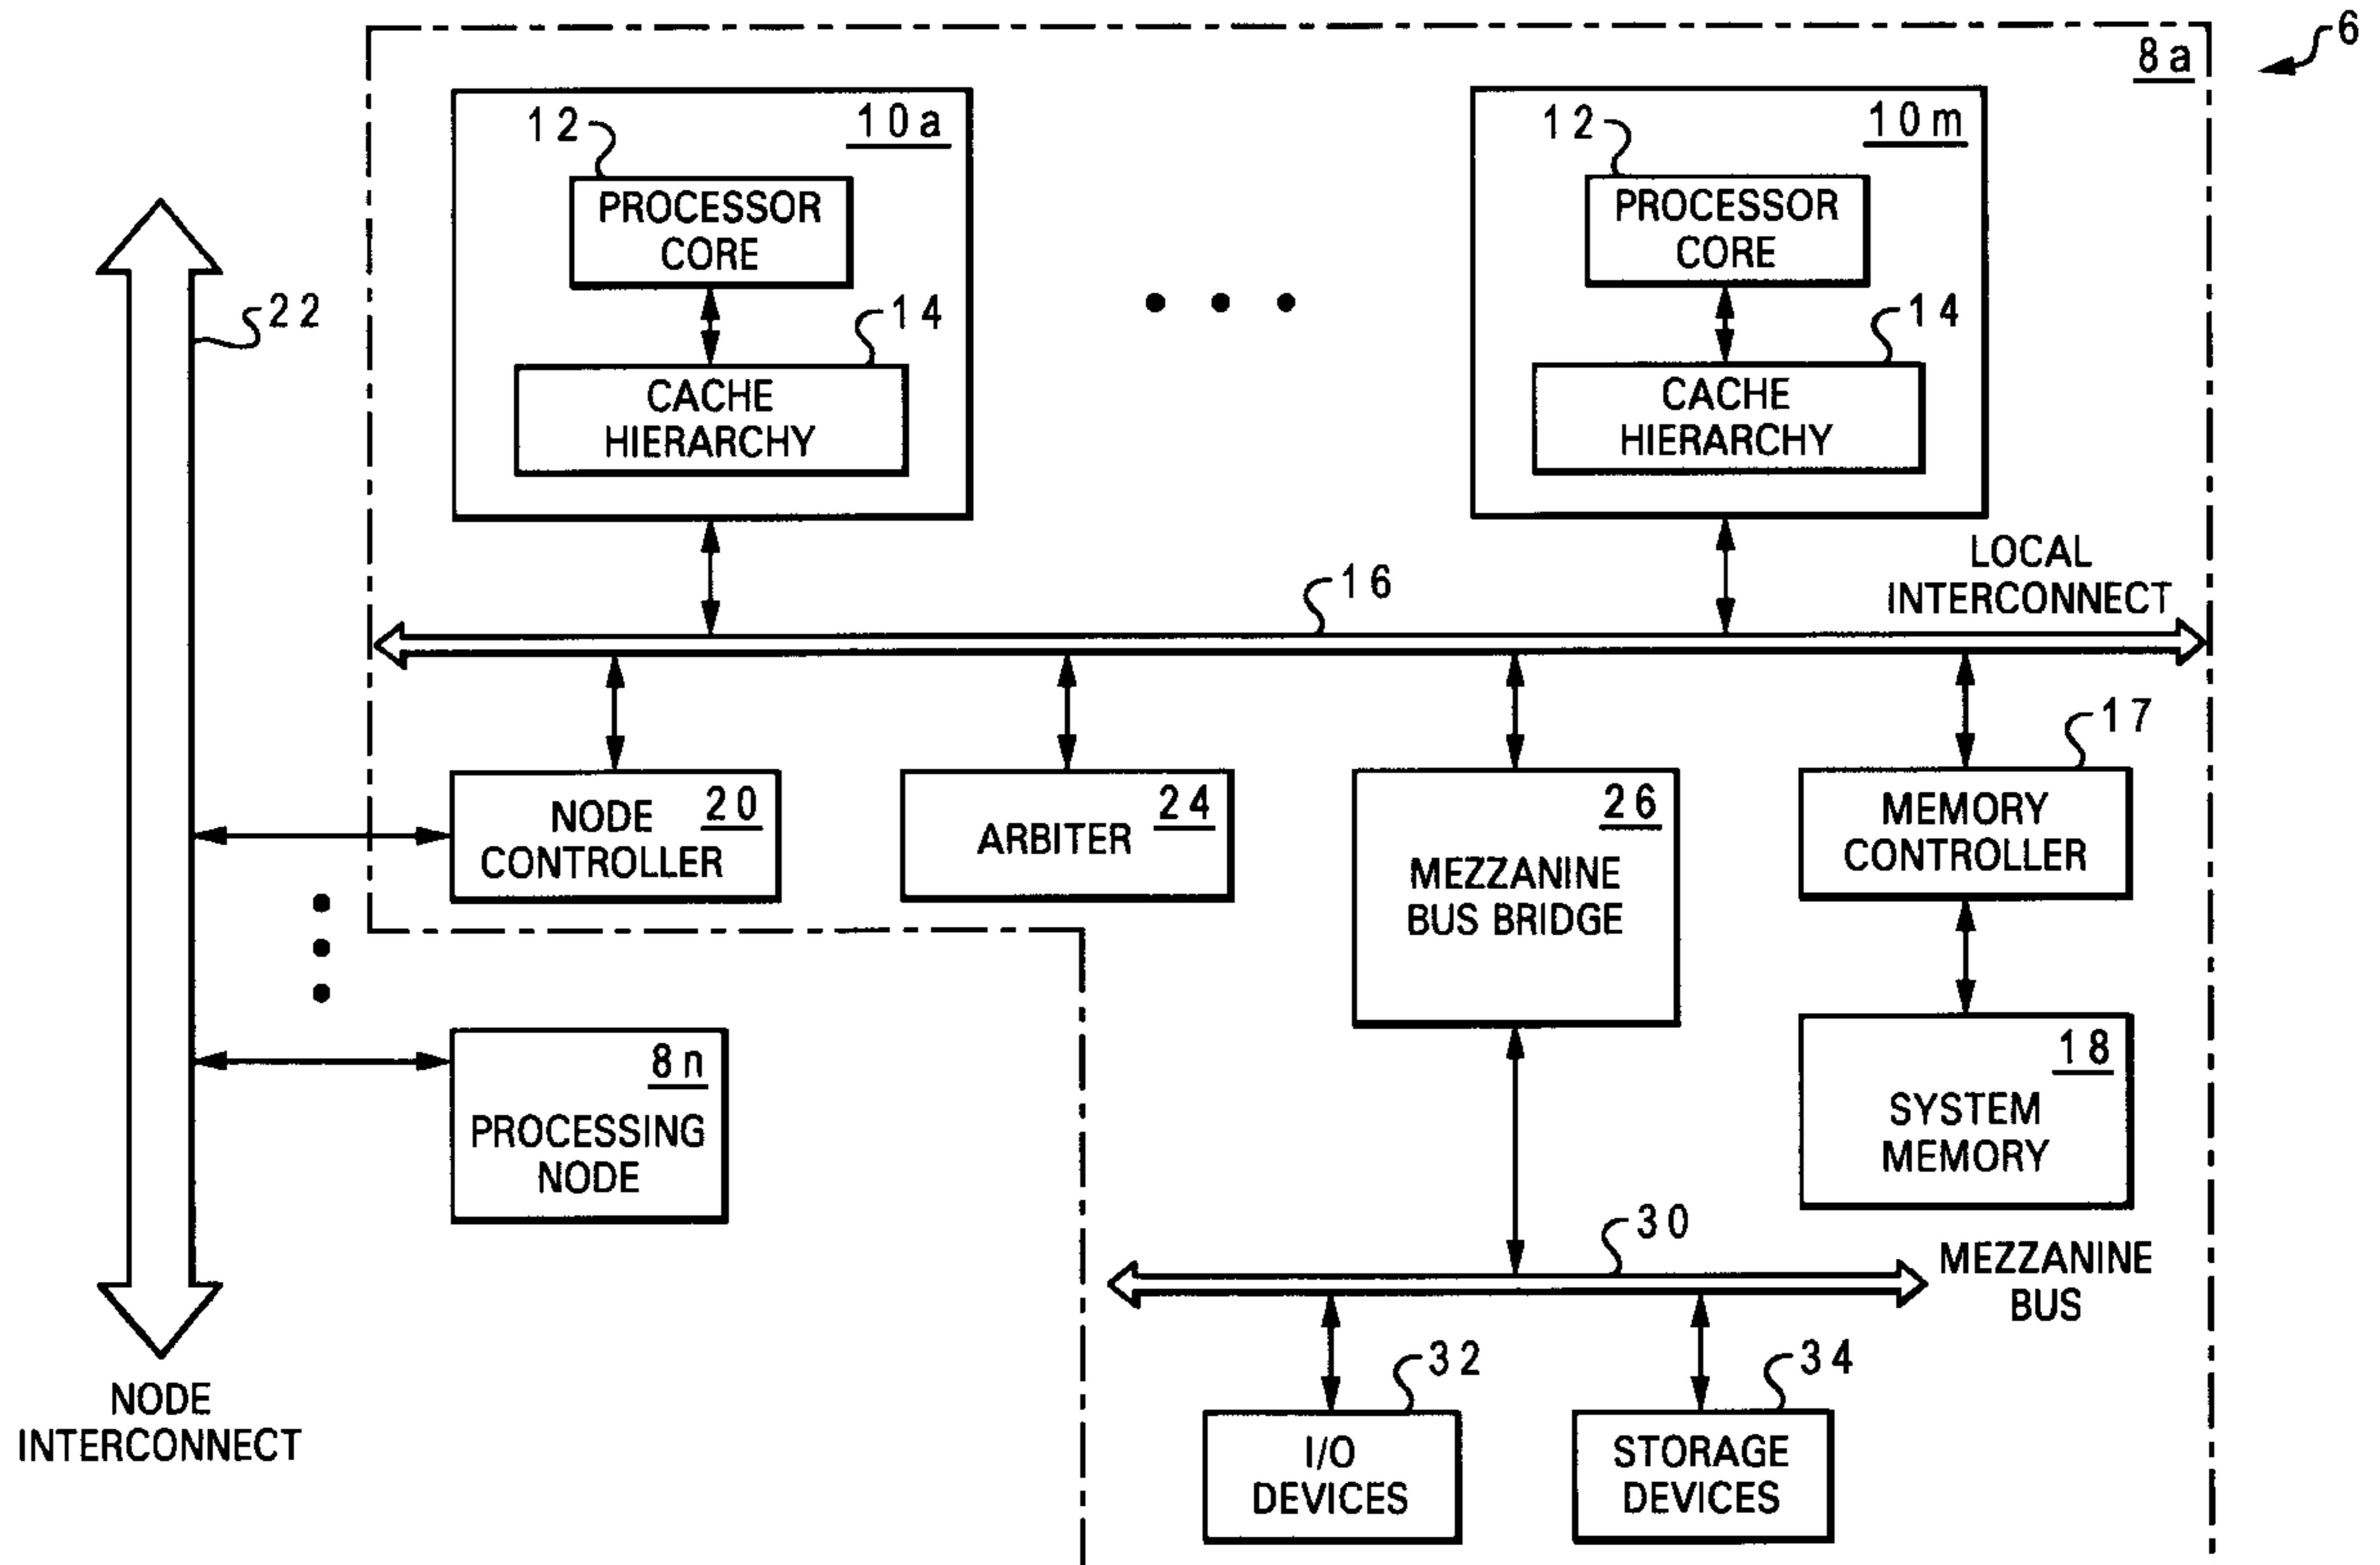 6
8a
10a
12
PROCESSOR
CORE
14
CACHE
HIERARCHY
10m
12
PROCESSOR
CORE
14
CACHE
HIERARCHY
22
LOCAL
INTERCONNECT
16
20
NODE
CONTROLLER
24
ARBITER
26
MEZZANINE
BUS BRIDGE
17
MEMORY
CONTROLLER
18
SYSTEM
MEMORY
8n
PROCESSING
NODE
30
MEZZANINE
BUS
32
I/O
DEVICES
34
STORAGE
DEVICES
NODE
INTERCONNECT